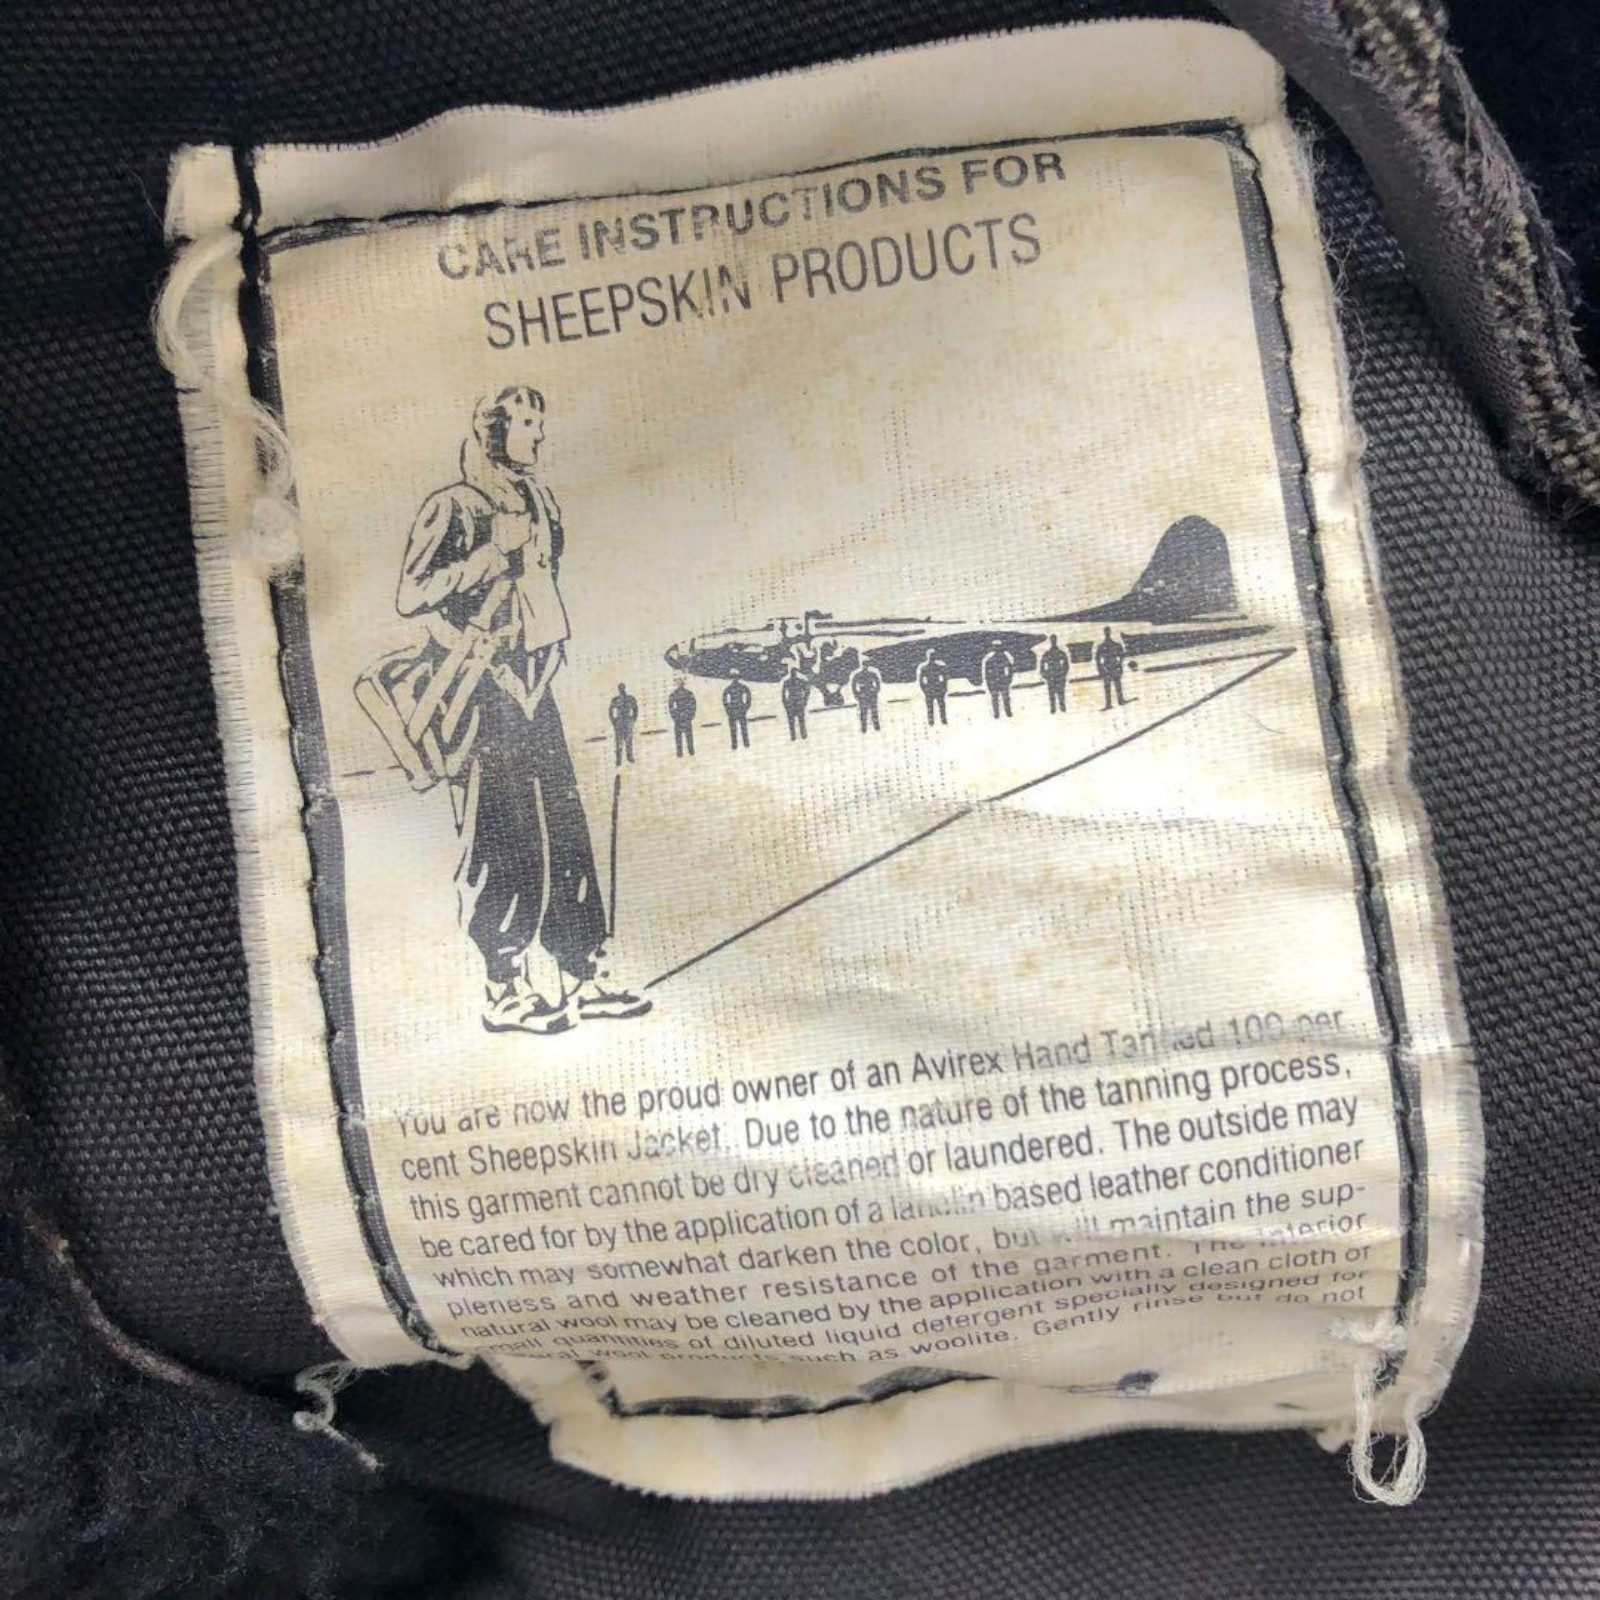 CARE INSTRUCTIONS FOR
SHEEPSKIN PRODUCTS
You are now the proud owner of an Avirex Hand Tanned 100 per
cent Sheepskin Jacket. Due to the nature of the tanning process,
this garment cannot be dry cleaned or laundered. The outside may
be cared for by the application of a lanolin based leather conditioner
which may somewhat darken the color, but will maintain the sup-
pleness and weather resistance of the garment. The interior
natural wool may be cleaned by the application with a clean cloth of
small quantities of diluted liquid detergent specially designed for
wool products such as woolite. Gently rinse but do not